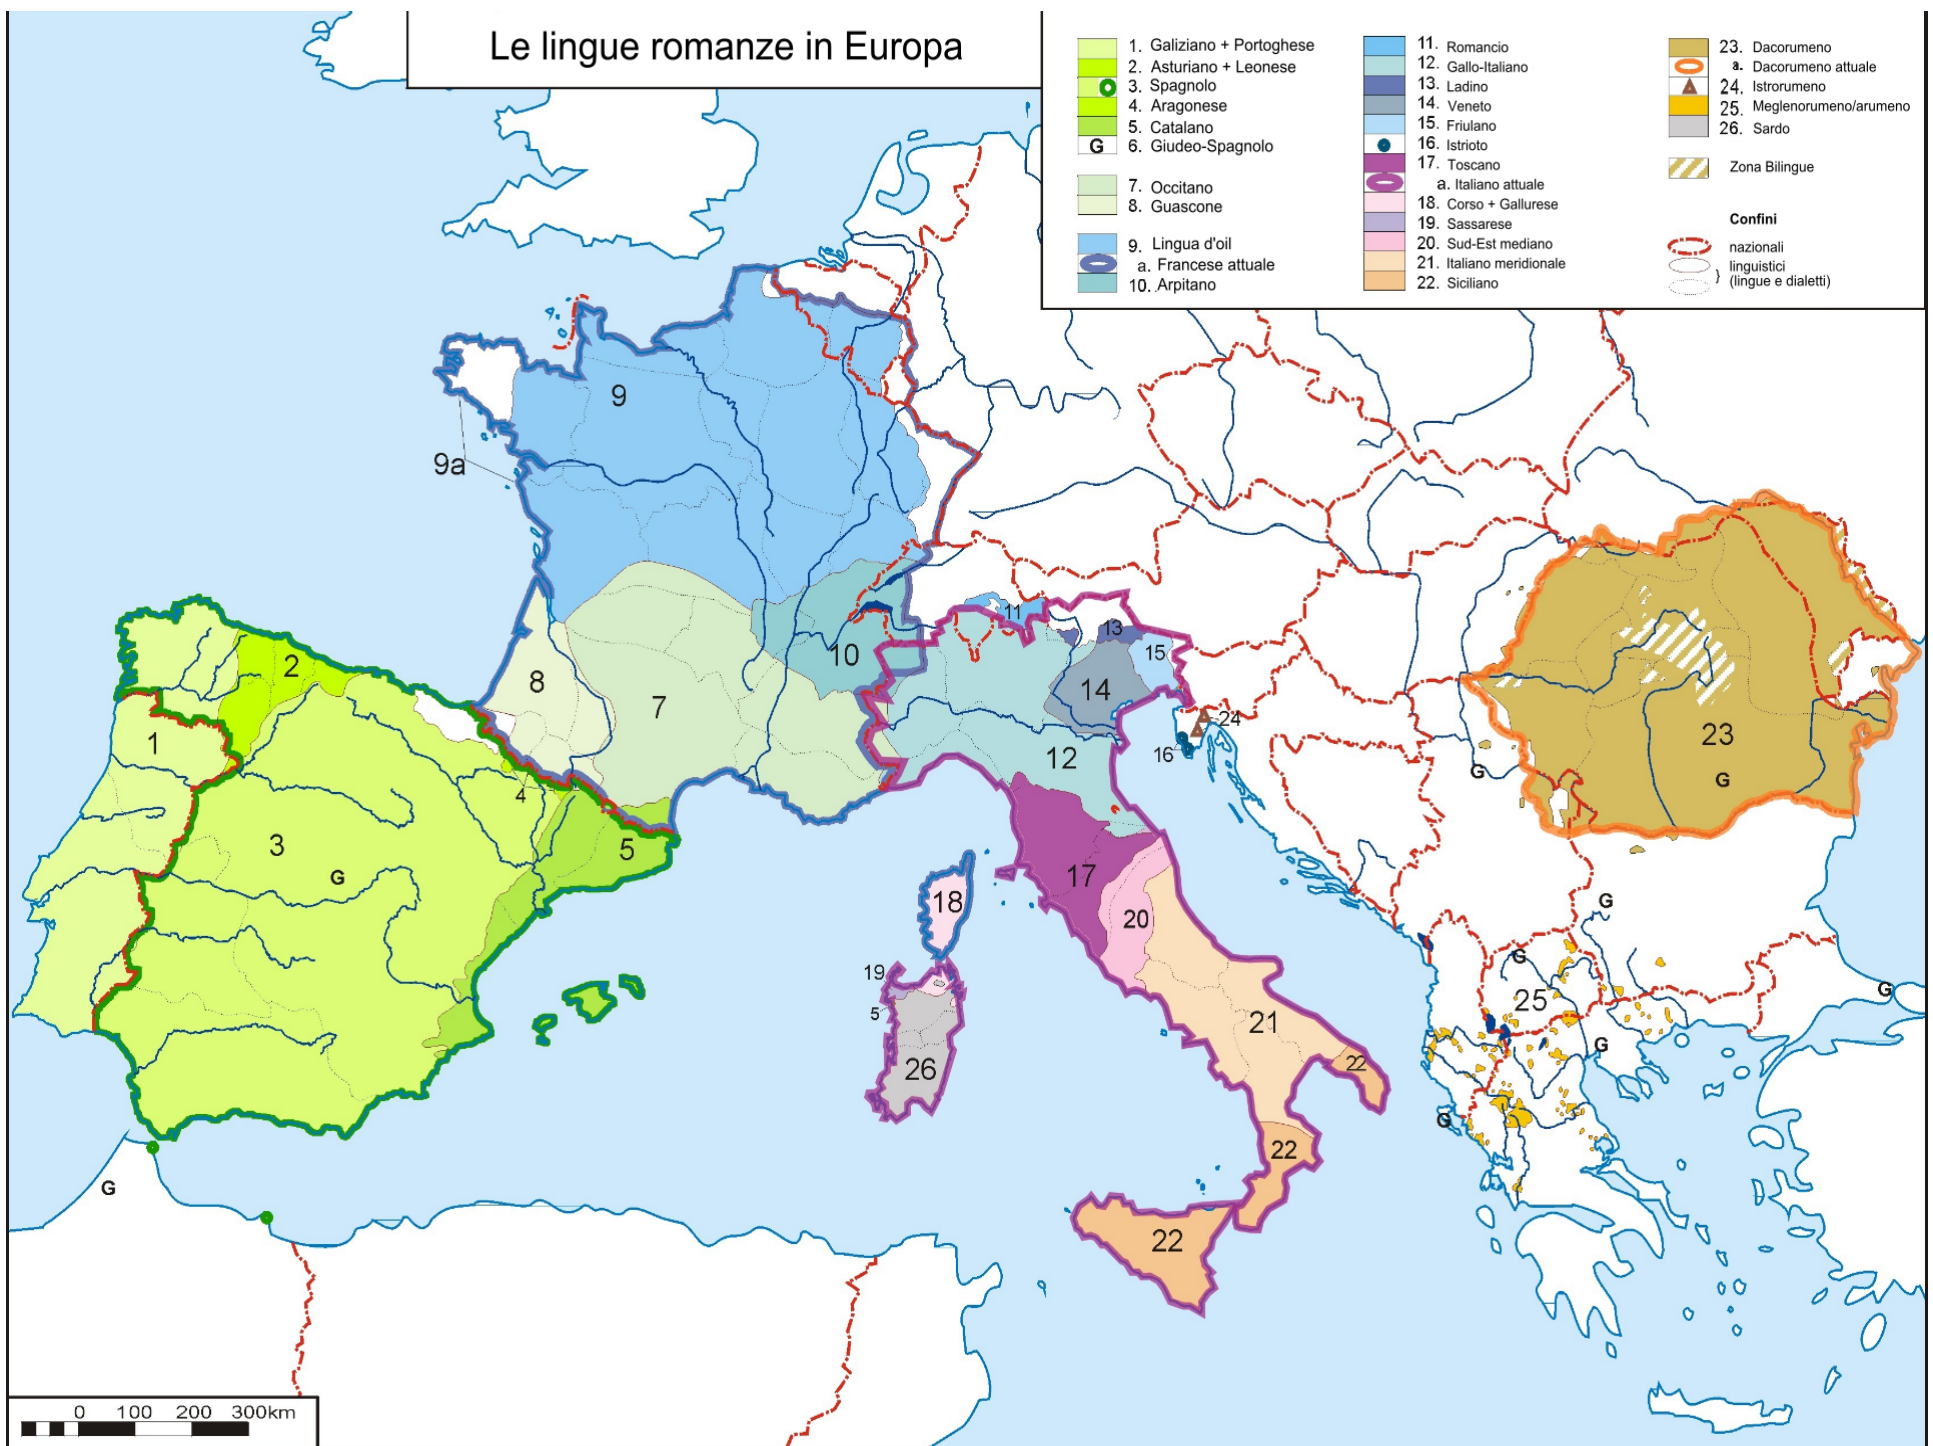 Le lingue romanze in Europa
1. Galiziano + Portoghese
2. Asturiano + Leonese
3. Spagnolo
4. Aragonese
5. Catalano
G 6. Giudeo-Spagnolo
7. Occitano
8. Guascone
9. Lingua d'oil
a. Francese attuale
10. Arpitano
11. Romancio
12. Gallo-Italiano
13. Ladino
14. Veneto
15. Friulano
16. Istrioto
17. Toscano
a. Italiano attuale
18. Corso + Gallurese
19. Sassarese
20. Sud-Est mediano
21. Italiano meridionale
22. Siciliano
23. Dacorumeno
a. Dacorumeno attuale
24. Istrorumeno
25. Meglenorumeno/arumeno
26. Sardo
Zona Bilingue
Confini
nazionali
linguistici
} (lingue e dialetti)
9
9a
11
13
2
10
15
8
14
7
24
1
16
12
23
G
G
4
3
5
G
17
18
20
G
19
G
25
G
5
21
G
26
22
G
22
G
22
0 100 200 300km